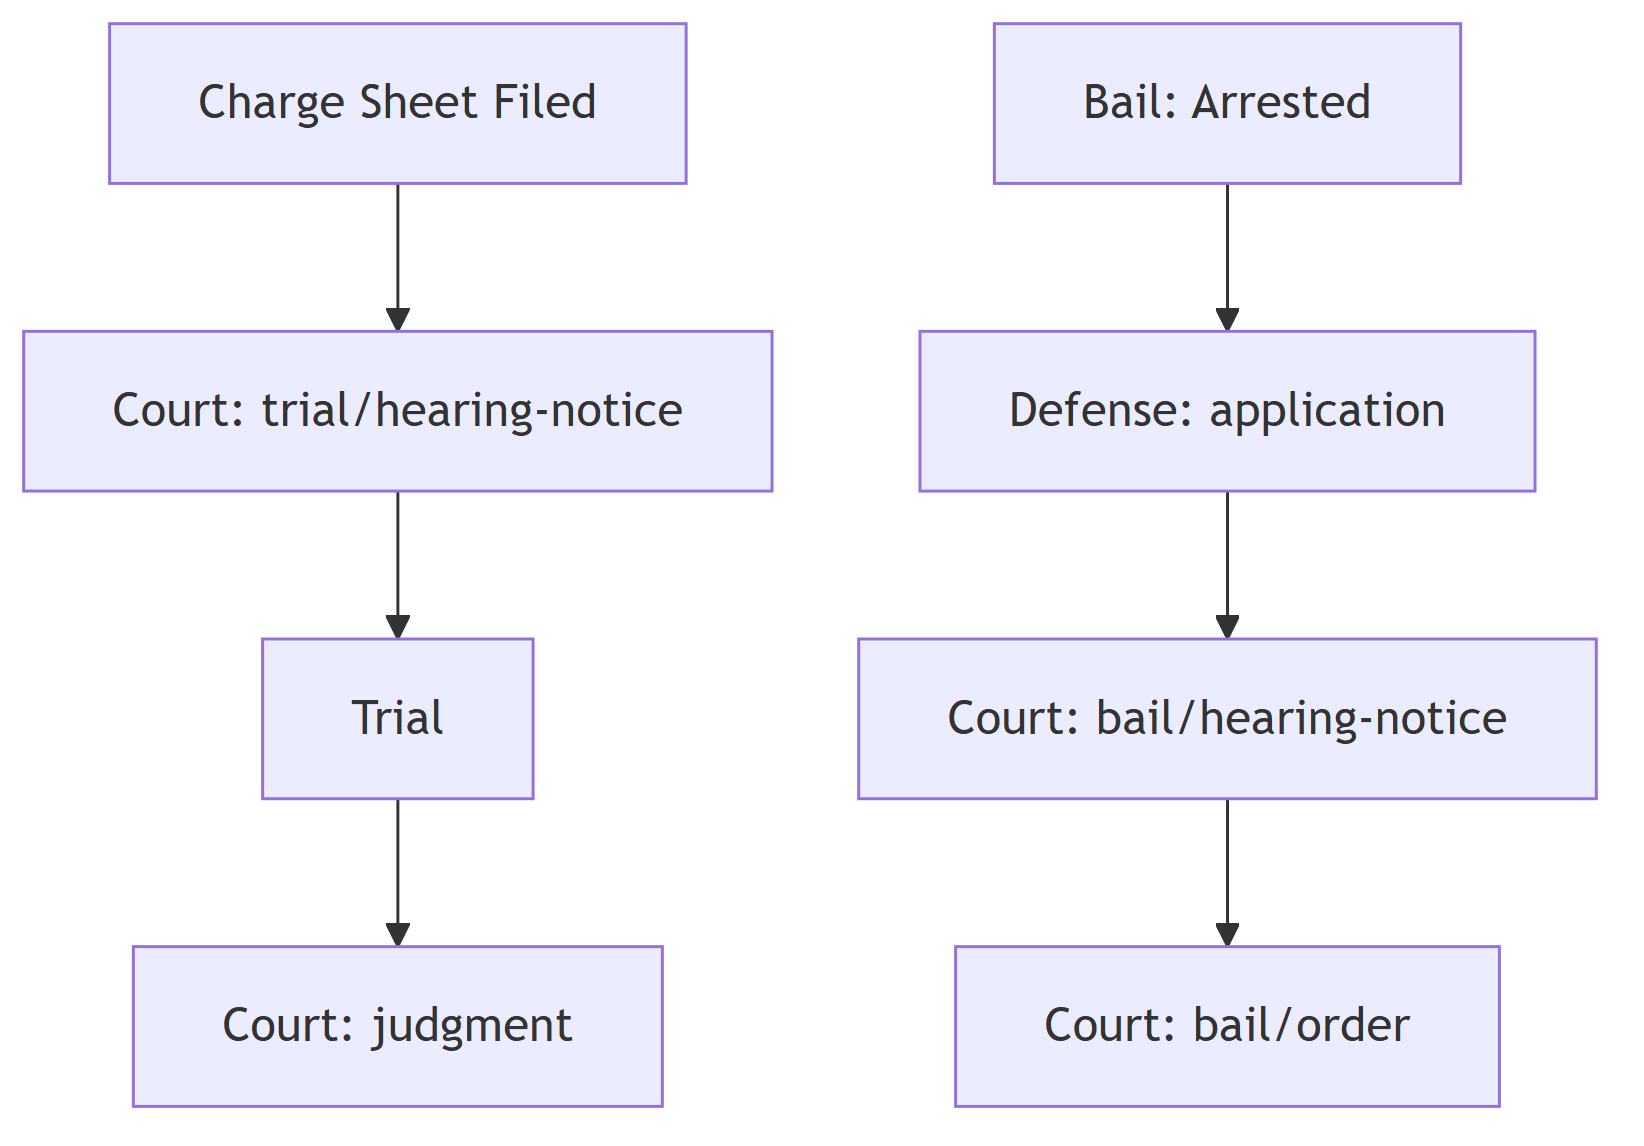 Charge Sheet Filed
Court: trial/hearing-notice
Trial
Court: judgment
Bail: Arrested
Defense: application
Court: bail/hearing-notice
Court: bail/order